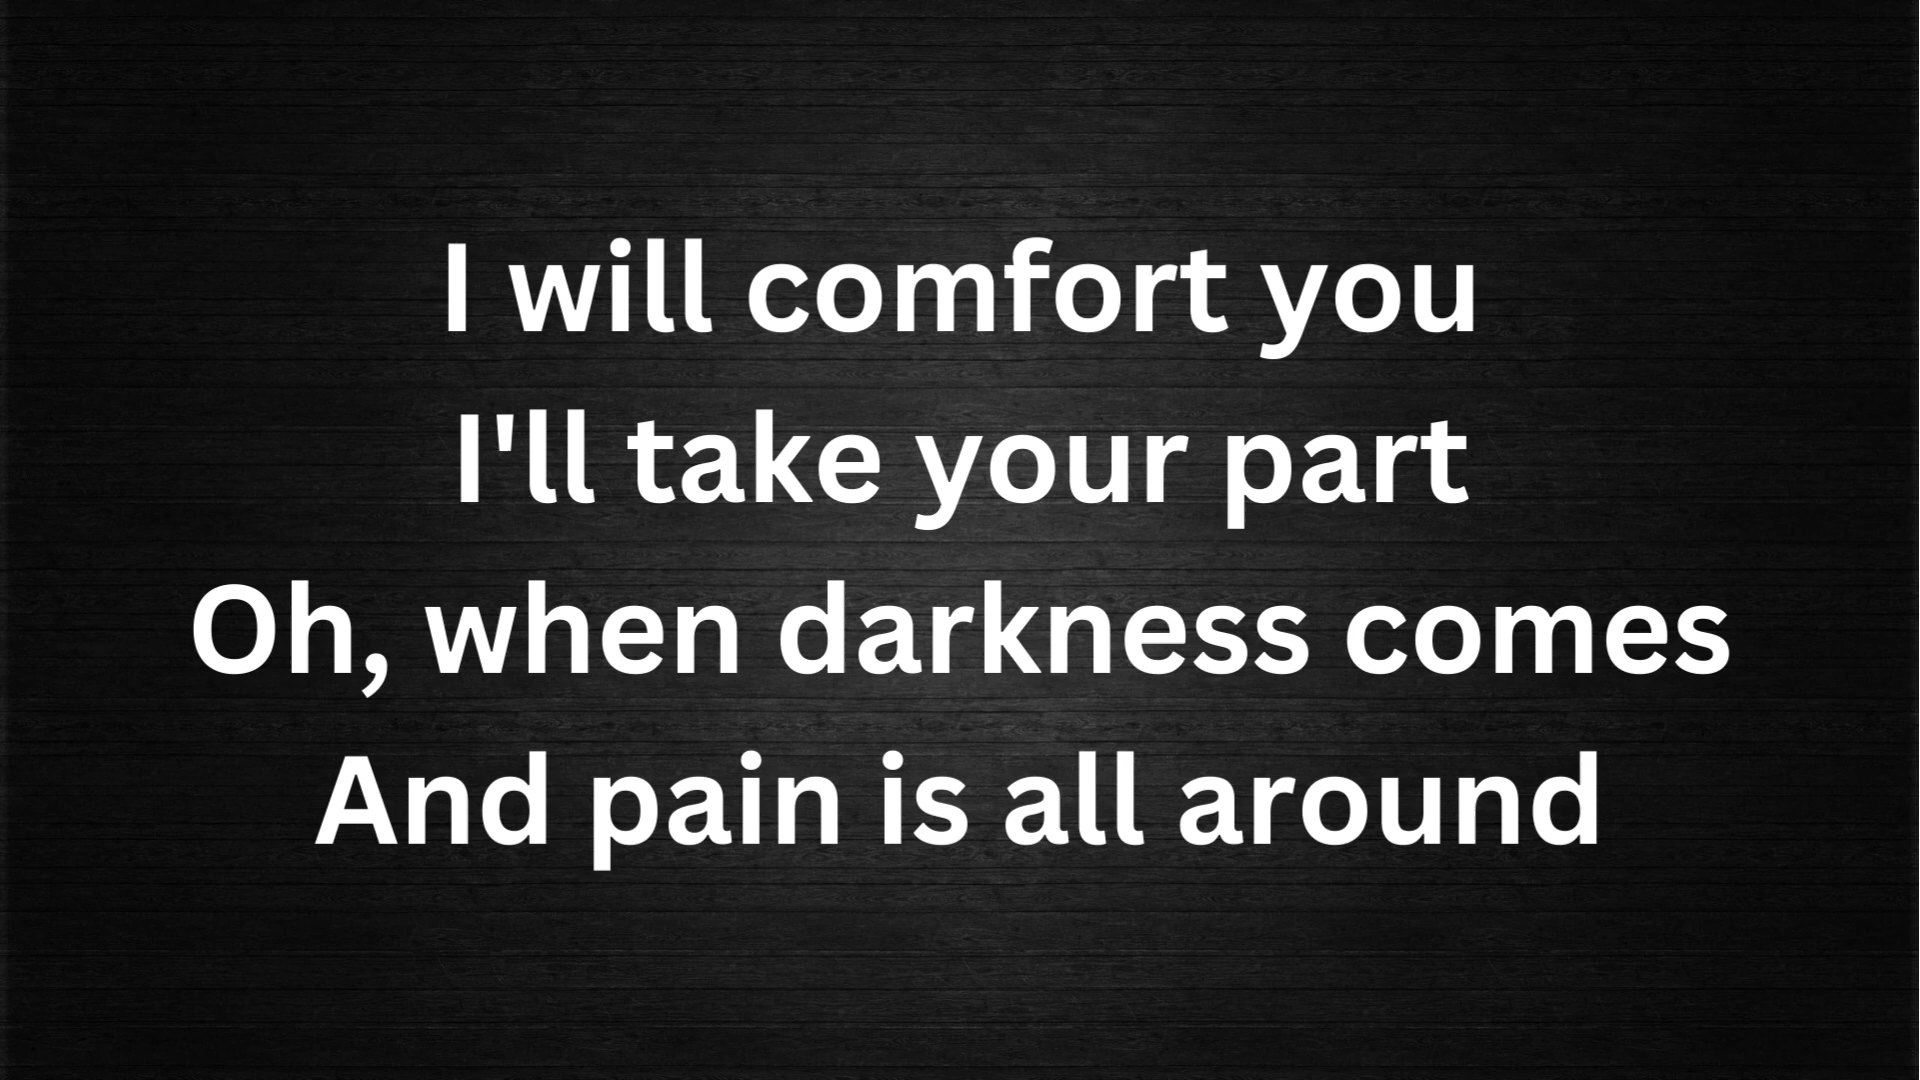 I will comfort you
I'll take your part
Oh, when darkness comes
And pain is all around